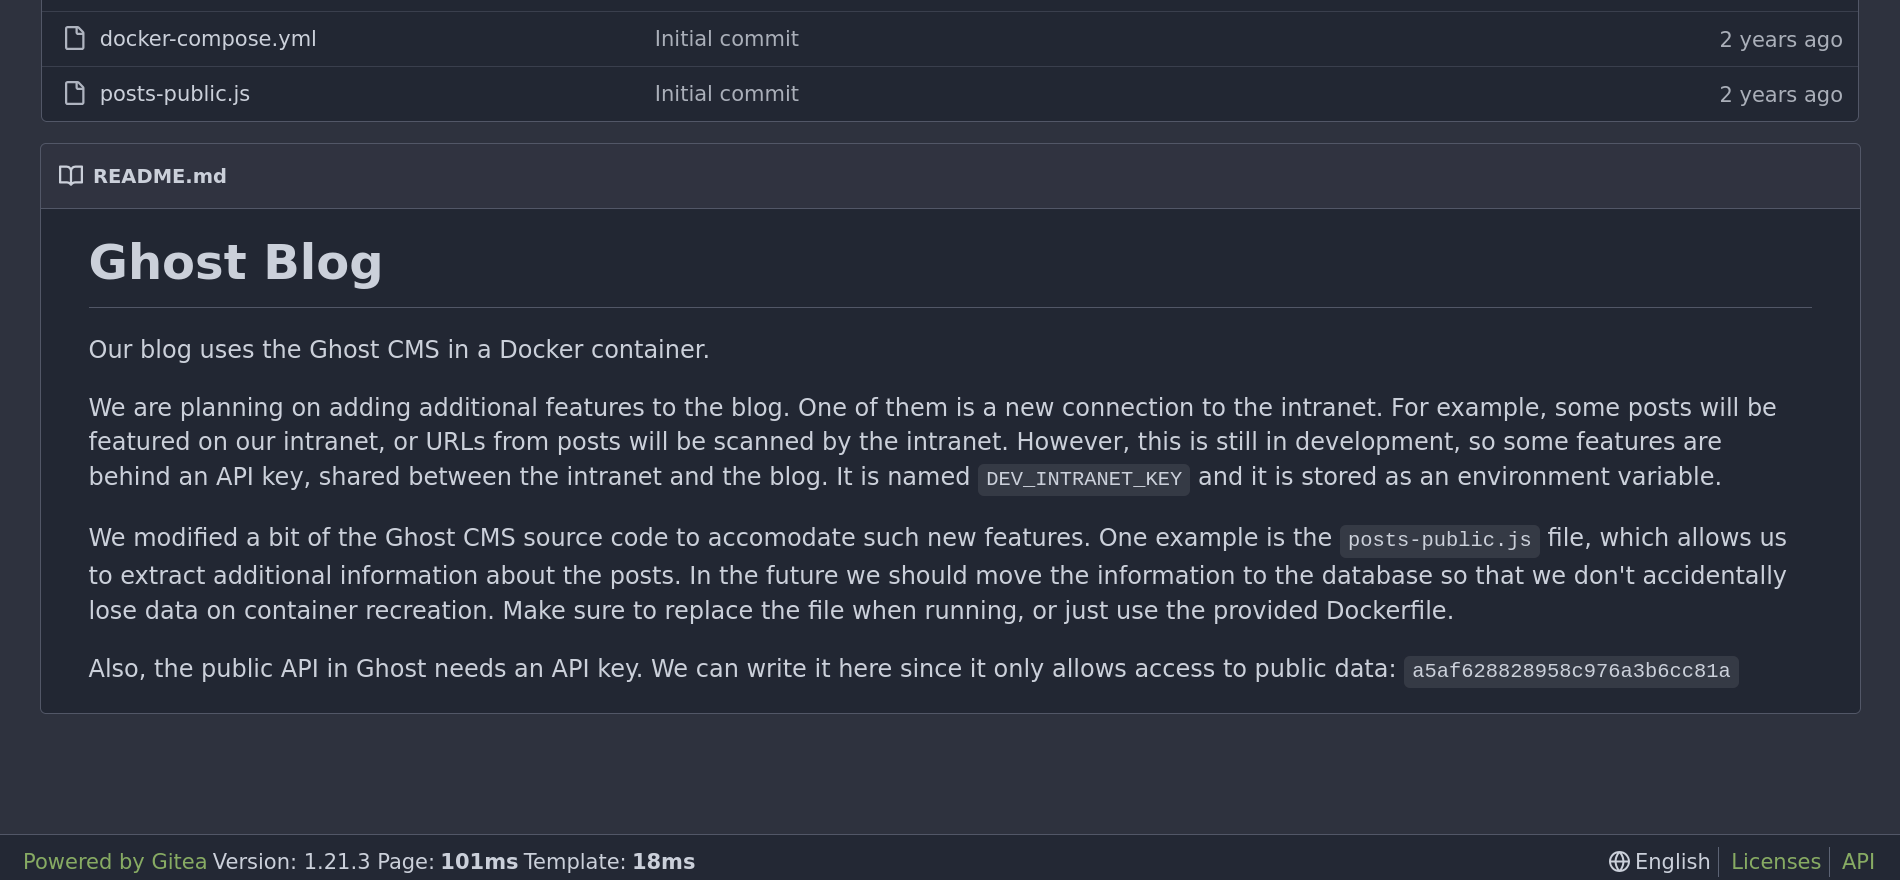 docker-compose.yml Initial commit 2 years ago
posts-public.js Initial commit 2 years ago
README.md
Ghost Blog
Our blog uses the Ghost CMS in a Docker container.
We are planning on adding additional features to the blog. One of them is a new connection to the intranet. For example, some posts will be
featured on our intranet, or URLs from posts will be scanned by the intranet. However, this is still in development, so some features are
behind an API key, shared between the intranet and the blog. It is named DEV_INTRANET_KEY and it is stored as an environment variable.
We modified a bit of the Ghost CMS source code to accomodate such new features. One example is the posts-public.js file, which allows us
to extract additional information about the posts. In the future we should move the information to the database so that we don't accidentally
lose data on container recreation. Make sure to replace the file when running, or just use the provided Dockerfile.
Also, the public API in Ghost needs an API key. We can write it here since it only allows access to public data: a5af628828958c976a3b6cc81a
Powered by Gitea Version: 1.21.3 Page: 101ms Template: 18ms English Licenses API